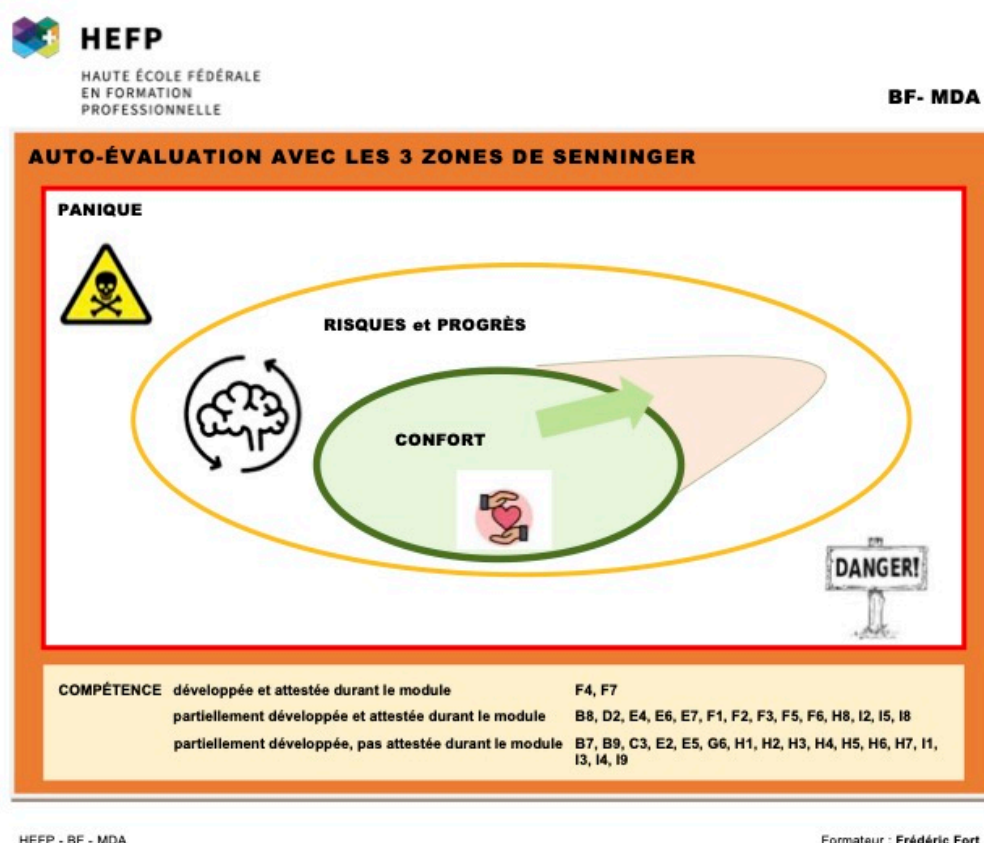 HEFP
HAUTE ÉCOLE FÉDÉRALE
EN FORMATION
PROFESSIONNELLE
BF- MDA
AUTO-ÉVALUATION AVEC LES 3 ZONES DE SENNINGER
PANIQUE
RISQUES et PROGRÈS
CONFORT
DANGER!
COMPÉTENCE développée et attestée durant le module F4, F7
partiellement développée et attestée durant le module B8, D2, E4, E6, E7, F1, F2, F3, F5, F6, H8, I2, I5, I8
partiellement développée, pas attestée durant le module B7, B9, C3, E2, E5, G6, H1, H2, H3, H4, H5, H6, H7, I1,
I3, I4, I9
HEFP - BF - MDA
Formateur : Frédéric Fort